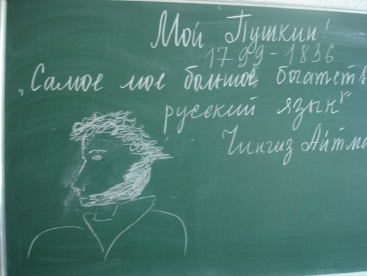 Мой Пушкин!
1799-1836
„Самое мое большое богатств
русский язык"
Чингиз Айтма